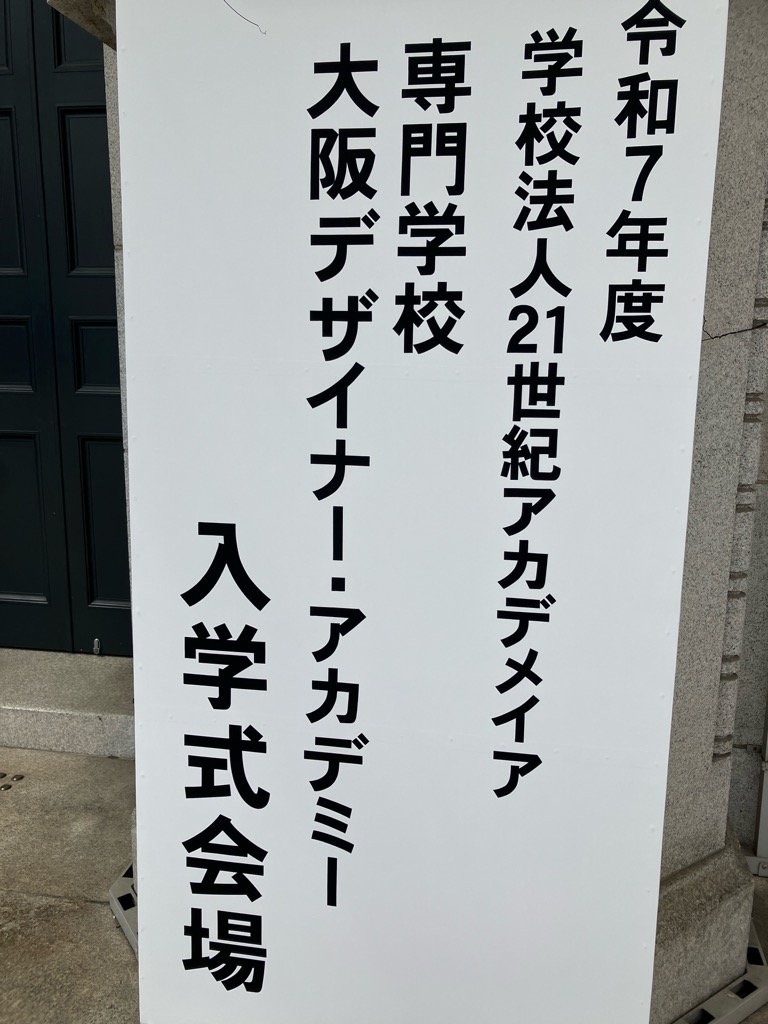 令和7年度
学校法人21世紀アカデメイア
専門学校
大阪デザイナー・アカデミー
入学式会場